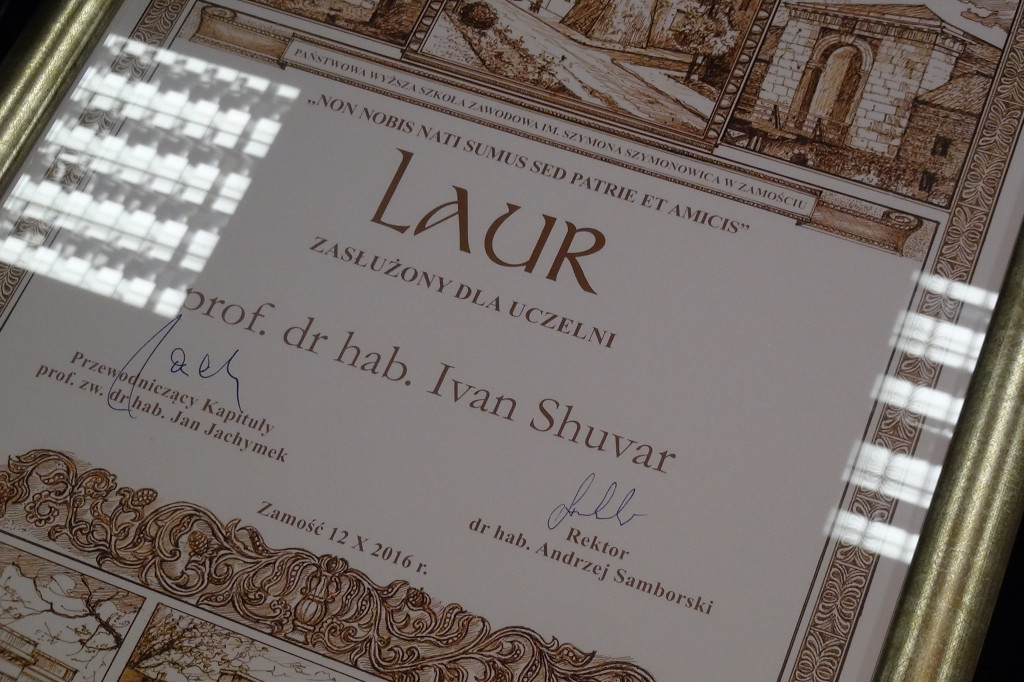 PAŃSTWOWA WYŻSZA SZKOŁA ZAWODOWA IM. SZYMONA SZYMONOWICA W ZAMOŚCIU
„NON NOBIS NATI SUMUS SED PATRIE ET AMICIS”
LAUR
ZASŁUŻONY DLA UCZELNI
prof. dr hab. Ivan Shuvar
Przewodniczący Kapituły
prof. zw. dr hab. Jan Jachymek
Rektor
dr hab. Andrzej Samborski
Zamość 12 X 2016 r.